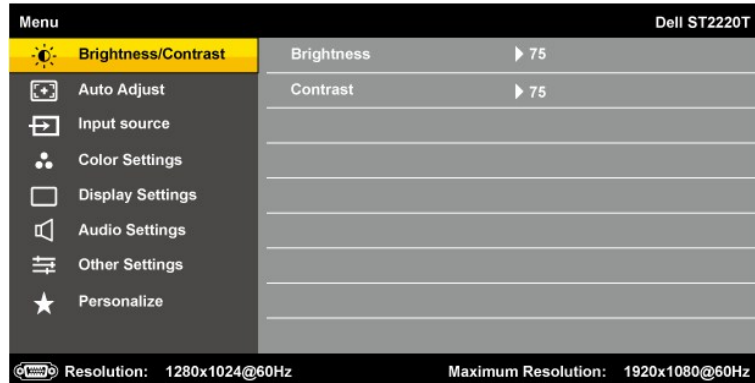 Menu Dell ST2220T
Brightness/Contrast Brightness 75
Auto Adjust Contrast 75
Input source
Color Settings
Display Settings
Audio Settings
Other Settings
Personalize
Resolution: 1280x1024@60Hz Maximum Resolution: 1920x1080@60Hz